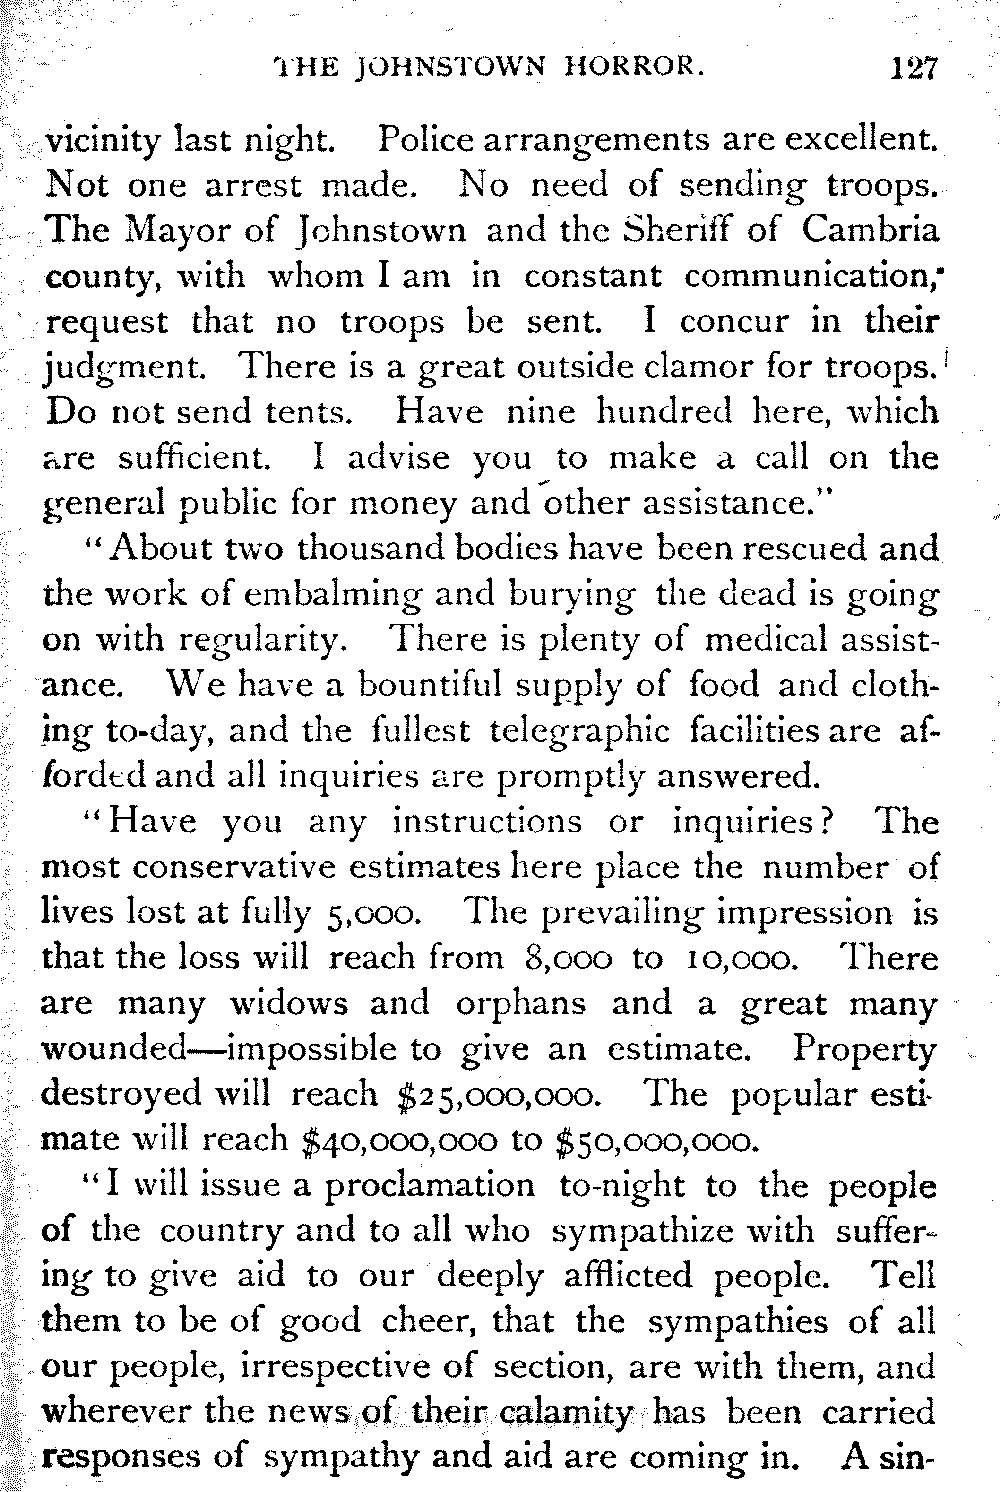 THE JOHNSTOWN HORROR. 127
vicinity last night. Police arrangements are excellent.
Not one arrest made. No need of sending troops.
The Mayor of Johnstown and the Sheriff of Cambria
county, with whom I am in constant communication,
request that no troops be sent. I concur in their
judgment. There is a great outside clamor for troops.
Do not send tents. Have nine hundred here, which
are sufficient. I advise you to make a call on the
general public for money and other assistance."
"About two thousand bodies have been rescued and
the work of embalming and burying the dead is going
on with regularity. There is plenty of medical assist-
ance. We have a bountiful supply of food and cloth-
ing to-day, and the fullest telegraphic facilities are af-
forded and all inquiries are promptly answered.
"Have you any instructions or inquiries? The
most conservative estimates here place the number of
lives lost at fully 5,000. The prevailing impression is
that the loss will reach from 8,000 to 10,000. There
are many widows and orphans and a great many
wounded—impossible to give an estimate. Property
destroyed will reach $25,000,000. The popular esti-
mate will reach $40,000,000 to $50,000,000.
"I will issue a proclamation to-night to the people
of the country and to all who sympathize with suffer-
ing to give aid to our deeply afflicted people. Tell
them to be of good cheer, that the sympathies of all
our people, irrespective of section, are with them, and
wherever the news of their calamity has been carried
responses of sympathy and aid are coming in. A sin-